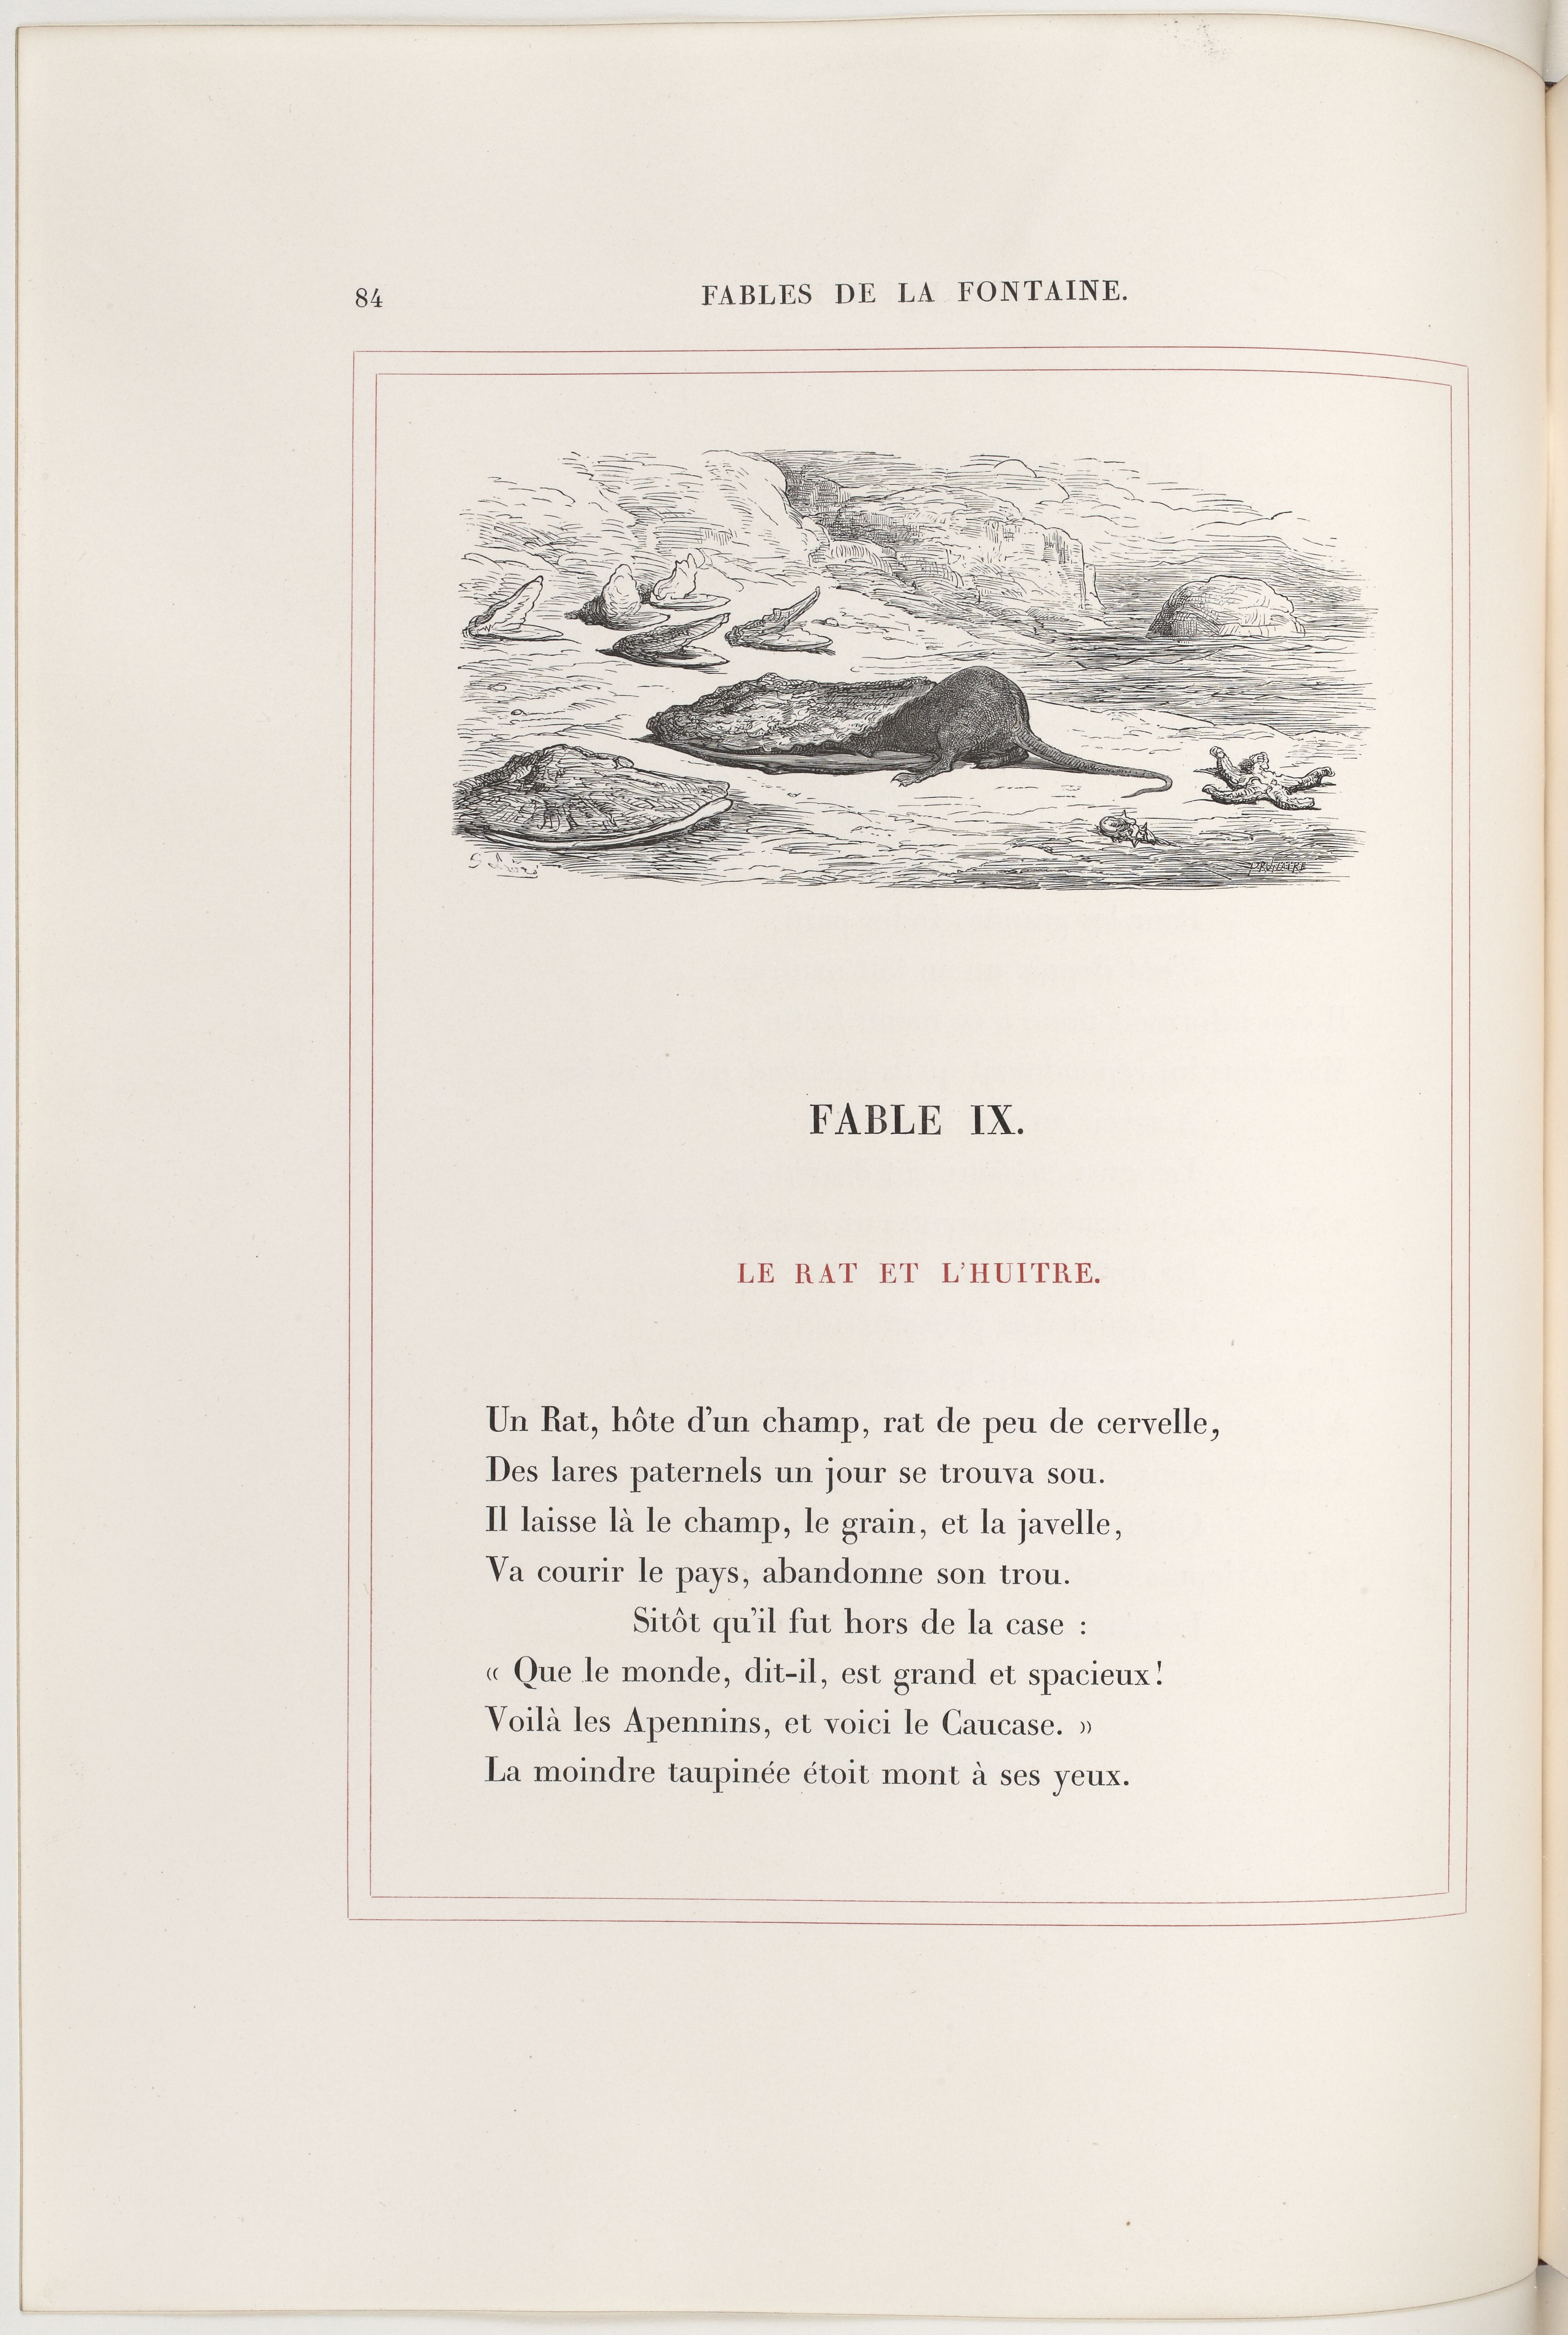 84
FABLES DE LA FONTAINE.
FABLE IX.
LE RAT ET L'HUITRE.
Un Rat, hôte d'un champ, rat de peu de cervelle,
Des lares paternels un jour se trouva sou.
Il laisse là le champ, le grain, et la javelle,
Va courir le pays, abandonne son trou.
Sitôt qu'il fut hors de la case :
« Que le monde, dit-il, est grand et spacieux!
Voilà les Apennins, et voici le Caucase. »
La moindre taupinée étoit mont à ses yeux.